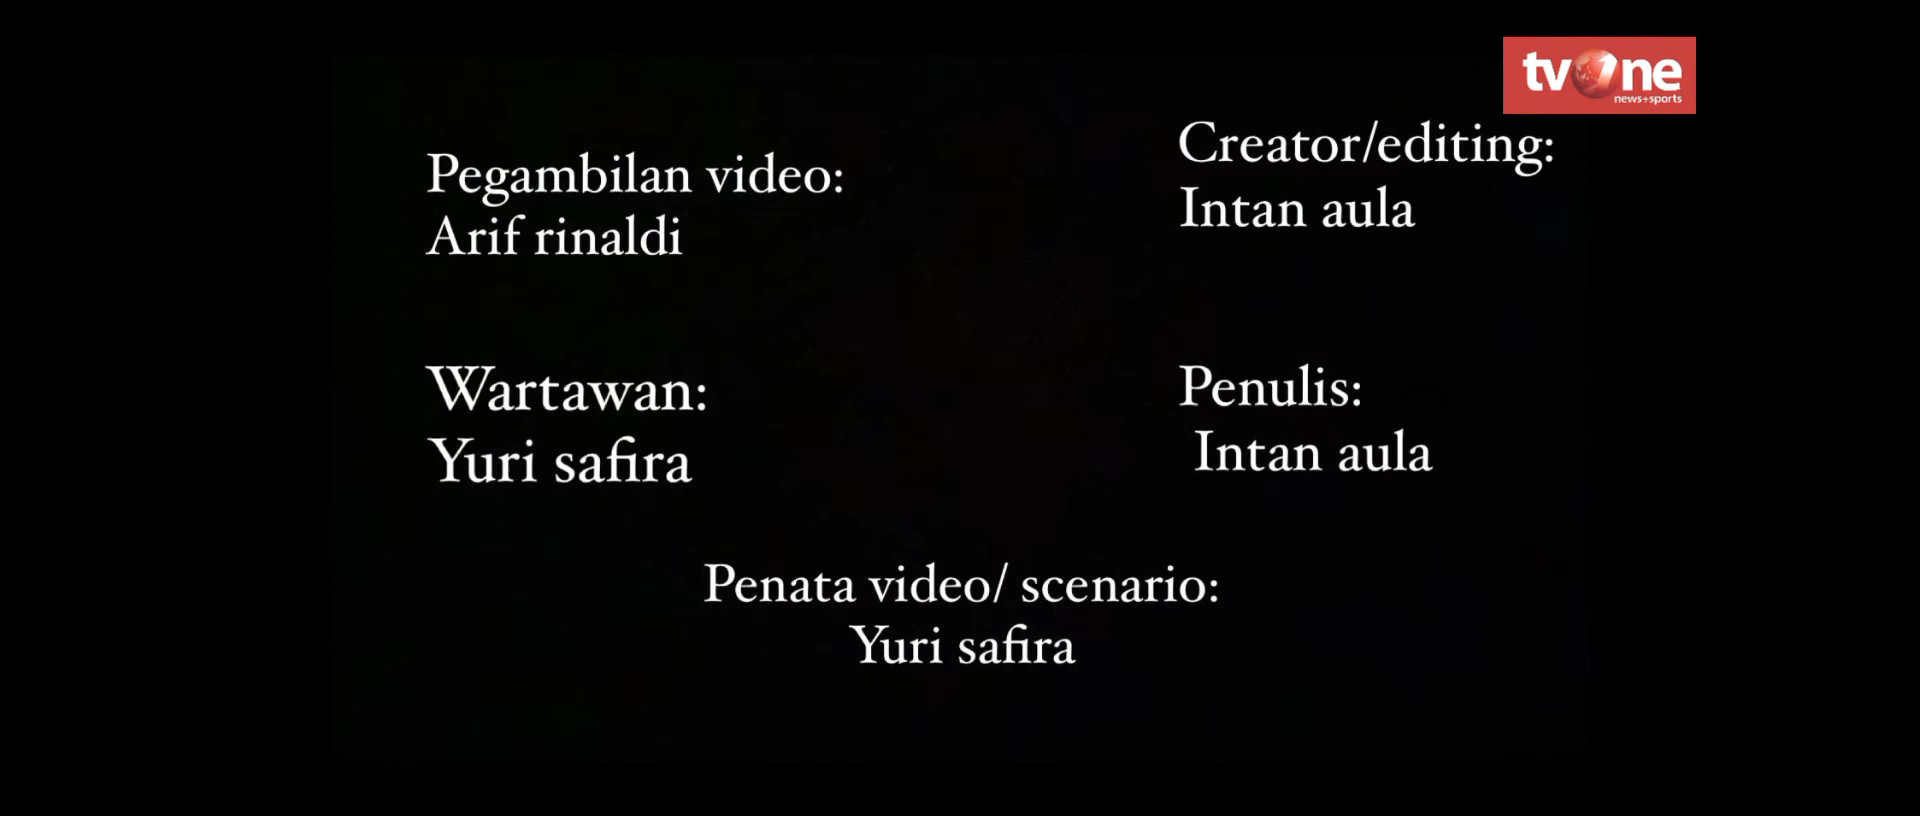 tvOne
news+sports
Pegambilan video:
Arif rinaldi
Creator/editing:
Intan aula
Wartawan:
Yuri safira
Penulis:
Intan aula
Penata video/ scenario:
Yuri safira